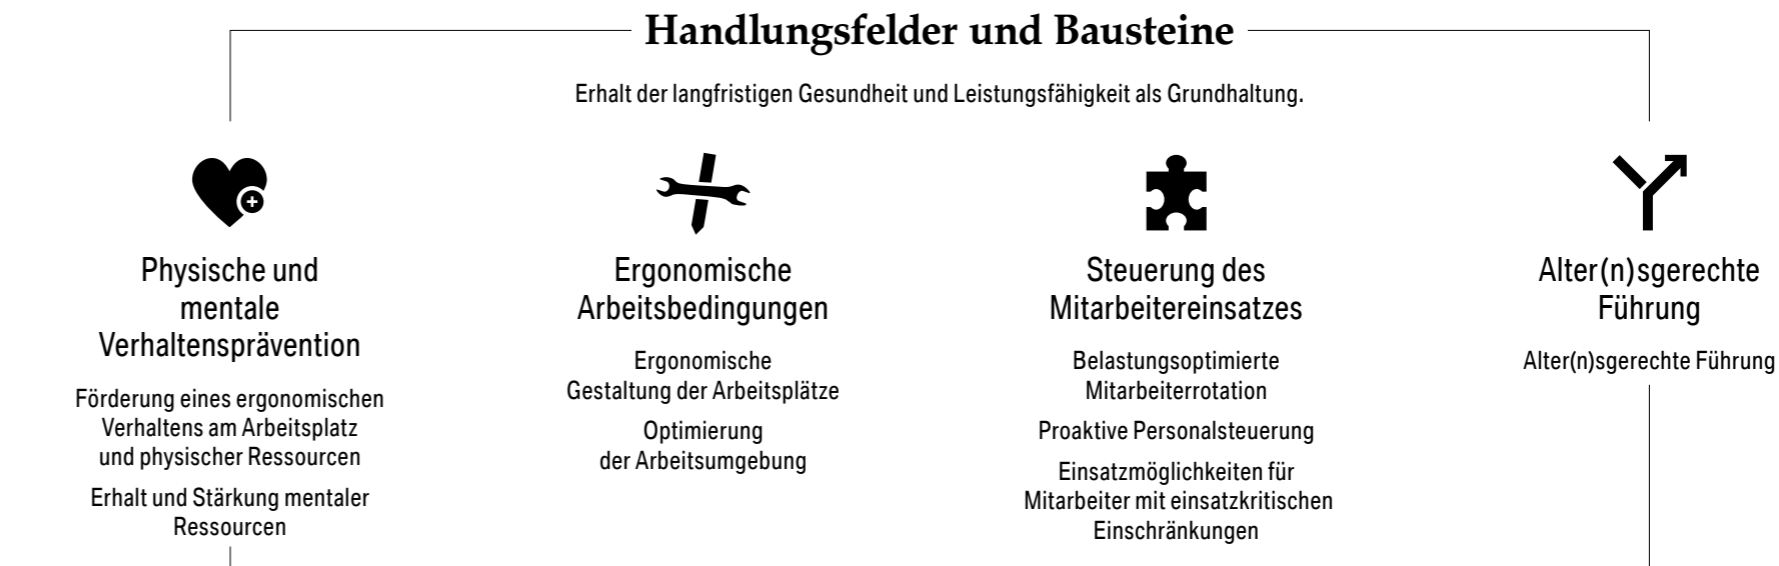 Handlungsfelder und Bausteine
Erhalt der langfristigen Gesundheit und Leistungsfähigkeit als Grundhaltung.
Physische und
mentale
Verhaltensprävention
Förderung eines ergonomischen
Verhaltens am Arbeitsplatz
und physischer Ressourcen
Erhalt und Stärkung mentaler
Ressourcen
Ergonomische
Arbeitsbedingungen
Ergonomische
Gestaltung der Arbeitsplätze
Optimierung
der Arbeitsumgebung
Steuerung des
Mitarbeitereinsatzes
Belastungsoptimierte
Mitarbeiterrotation
Proaktive Personalsteuerung
Einsatzmöglichkeiten für
Mitarbeiter mit einsatzkritischen
Einschränkungen
Alter(n)sgerechte
Führung
Alter(n)sgerechte Führung